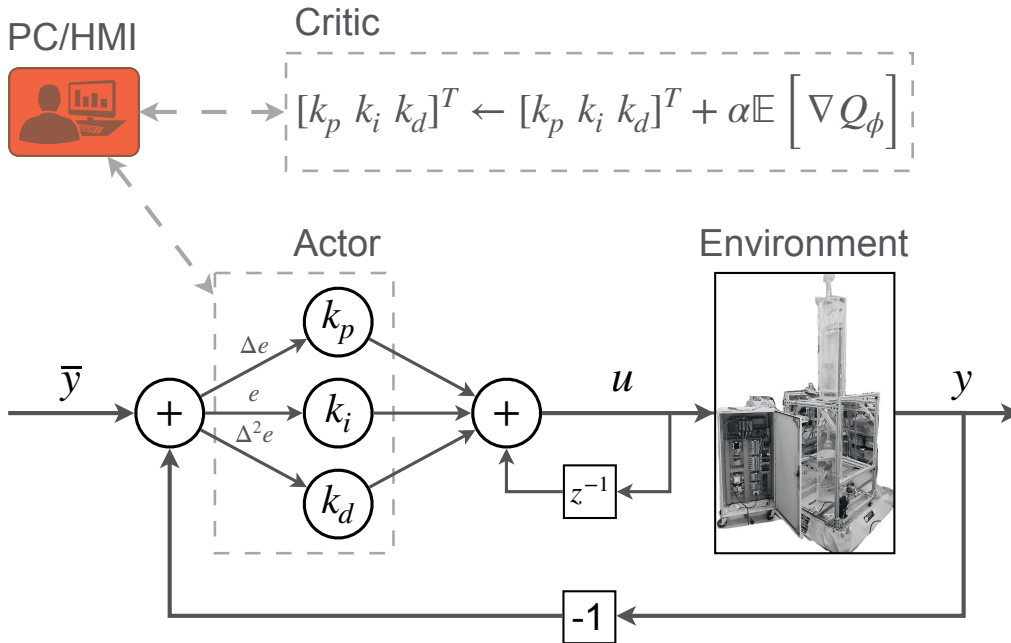 PC/HMI
Critic
[k_p k_i k_d]^T ← [k_p k_i k_d]^T + α𝔼 [∇Q_ϕ]
Actor
Environment
k_p
Δe
ȳ
u
y
e
+
k_i
+
Δ²e
z⁻¹
k_d
-1